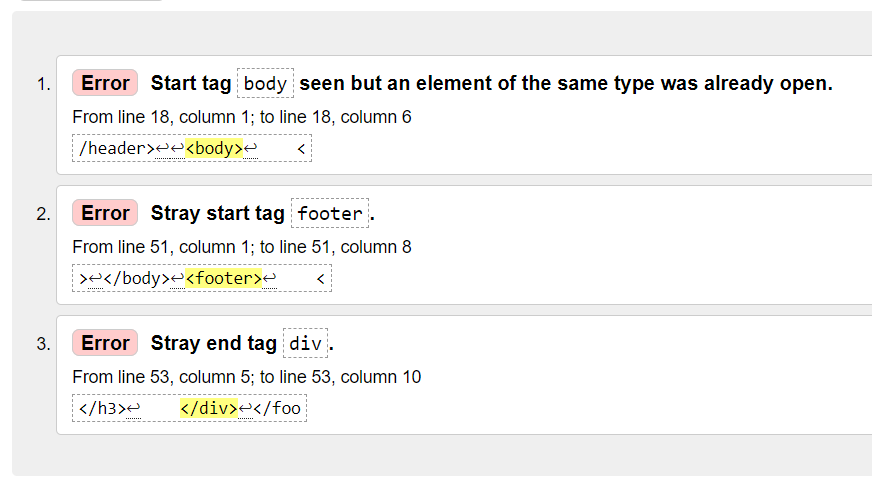 1. Error Start tag body seen but an element of the same type was already open.
From line 18, column 1; to line 18, column 6
/header>↩↩<body>↩    <
2. Error Stray start tag footer.
From line 51, column 1; to line 51, column 8
>↩</body>↩<footer>↩    <
3. Error Stray end tag div.
From line 53, column 5; to line 53, column 10
</h3>↩    </div>↩</foo